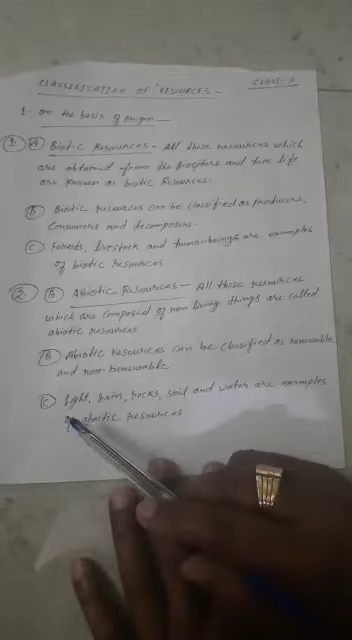 CLASSIFICATION OF RESOURCES - CLASS-X
1- on the basis of origin -
1. A Biotic Resources - All those resources which
are obtained from the biosphere and have life
are known as biotic Resources.
B Biotic resources can be classified as producers,
Consumers and decomposers.
C Forests, livestock and human beings are examples
of biotic resources
2. A Abiotic Resources - All those resources
which are composed of non living things are called
abiotic resources
B Abiotic resources can be classified as renewable
and non-renewable
C light, rain, rocks, soil and water are examples
of abiotic resources